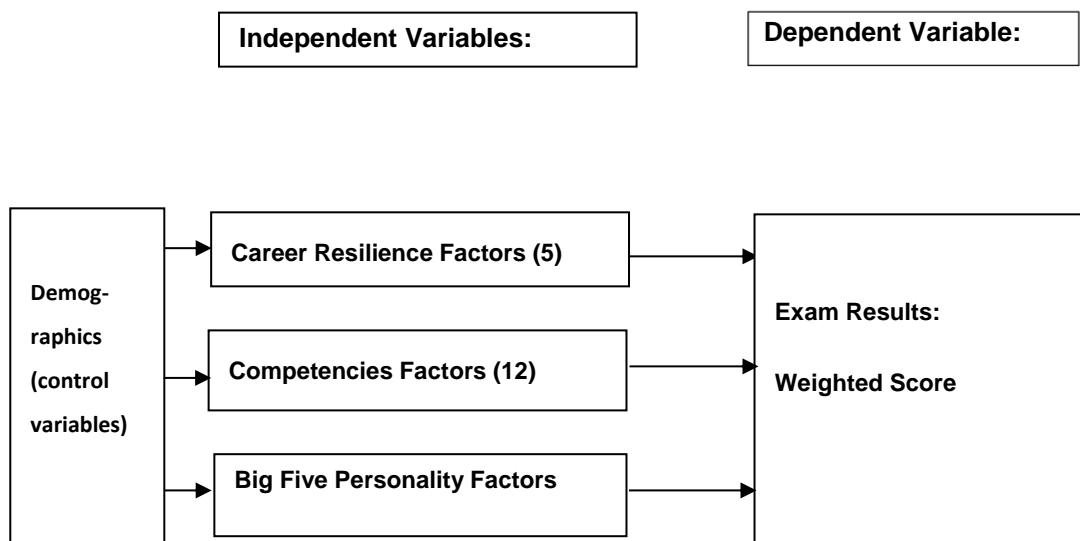 Independent Variables:
Dependent Variable:
Demog-
raphics
(control
variables)
Career Resilience Factors (5)
Competencies Factors (12)
Big Five Personality Factors
Exam Results:
Weighted Score